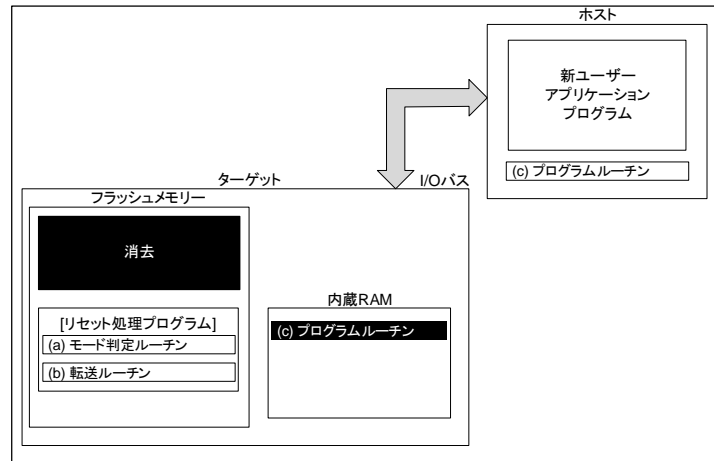 ホスト
新ユーザー
アプリケーション
プログラム
(c) プログラムルーチン
ターゲット
I/Oバス
フラッシュメモリー
消去
[リセット処理プログラム]
(a) モード判定ルーチン
(b) 転送ルーチン
内蔵RAM
(c) プログラムルーチン